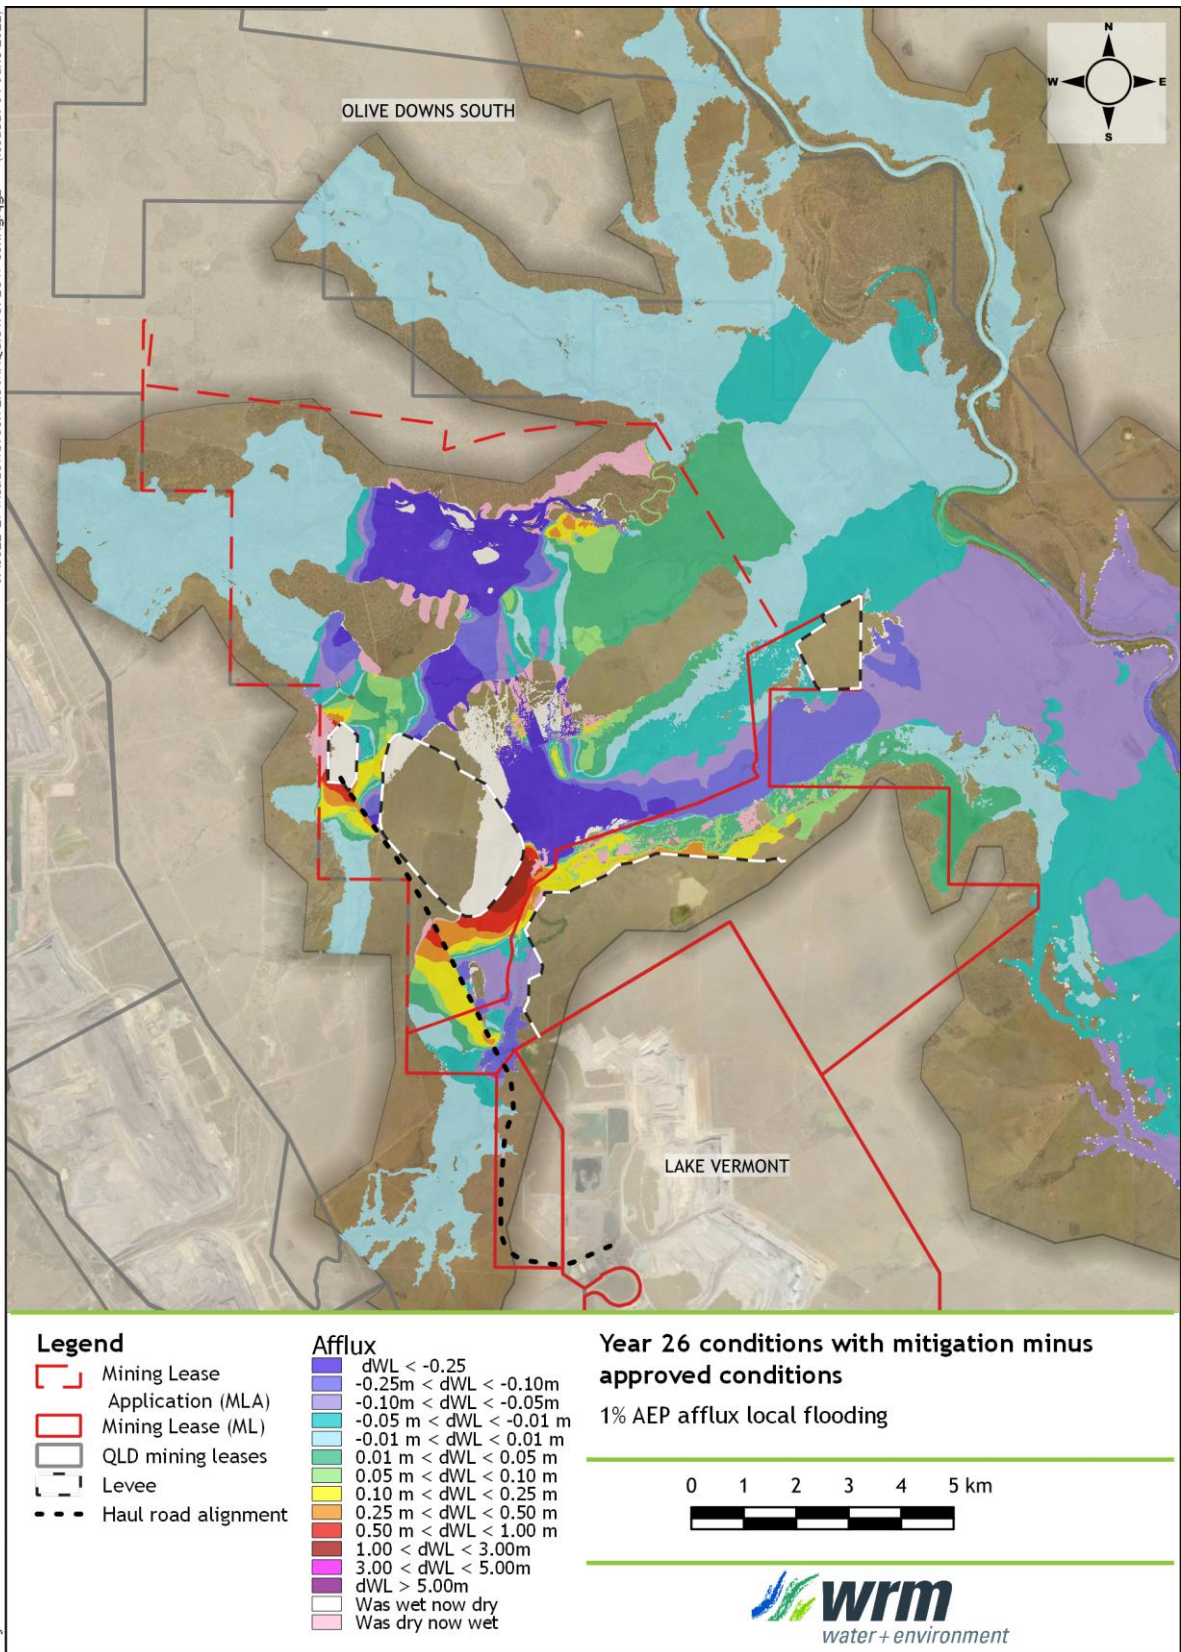 N
W E
S
OLIVE DOWNS SOUTH
LAKE VERMONT
Legend
Mining Lease
Application (MLA)
Mining Lease (ML)
QLD mining leases
Levee
Haul road alignment
Afflux
dWL < -0.25
-0.25m < dWL < -0.10m
-0.10m < dWL < -0.05m
-0.05 m < dWL < -0.01 m
-0.01 m < dWL < 0.01 m
0.01 m < dWL < 0.05 m
0.05 m < dWL < 0.10 m
0.10 m < dWL < 0.25 m
0.25 m < dWL < 0.50 m
0.50 m < dWL < 1.00 m
1.00 < dWL < 3.00m
3.00 < dWL < 5.00m
dWL > 5.00m
Was wet now dry
Was dry now wet
Year 26 conditions with mitigation minus
approved conditions
1% AEP afflux local flooding
0 1 2 3 4 5 km
wrm
water + environment